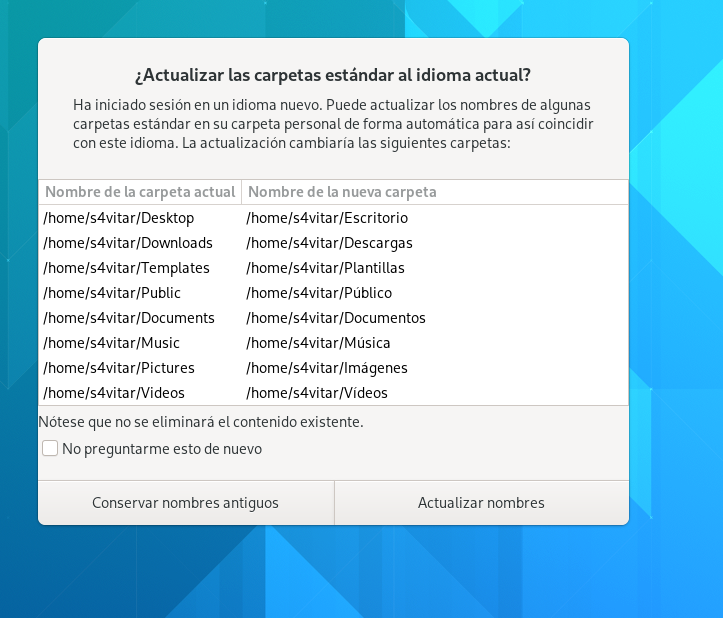 ¿Actualizar las carpetas estándar al idioma actual?
Ha iniciado sesión en un idioma nuevo. Puede actualizar los nombres de algunas
carpetas estándar en su carpeta personal de forma automática para así coincidir
con este idioma. La actualización cambiaría las siguientes carpetas:
Nombre de la carpeta actual Nombre de la nueva carpeta
/home/s4vitar/Desktop /home/s4vitar/Escritorio
/home/s4vitar/Downloads /home/s4vitar/Descargas
/home/s4vitar/Templates /home/s4vitar/Plantillas
/home/s4vitar/Public /home/s4vitar/Público
/home/s4vitar/Documents /home/s4vitar/Documentos
/home/s4vitar/Music /home/s4vitar/Música
/home/s4vitar/Pictures /home/s4vitar/Imágenes
/home/s4vitar/Videos /home/s4vitar/Vídeos
Nótese que no se eliminará el contenido existente.
No preguntarme esto de nuevo
Conservar nombres antiguos Actualizar nombres